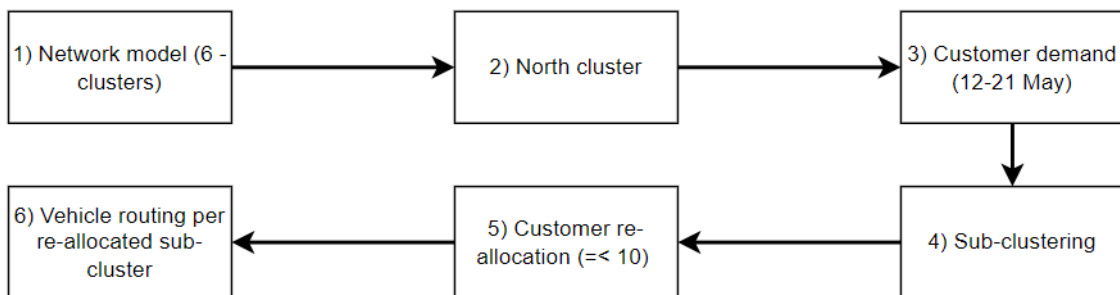 1) Network model (6 -
clusters)
2) North cluster
3) Customer demand
(12-21 May)
4) Sub-clustering
5) Customer re-
allocation (=< 10)
6) Vehicle routing per
re-allocated sub-
cluster